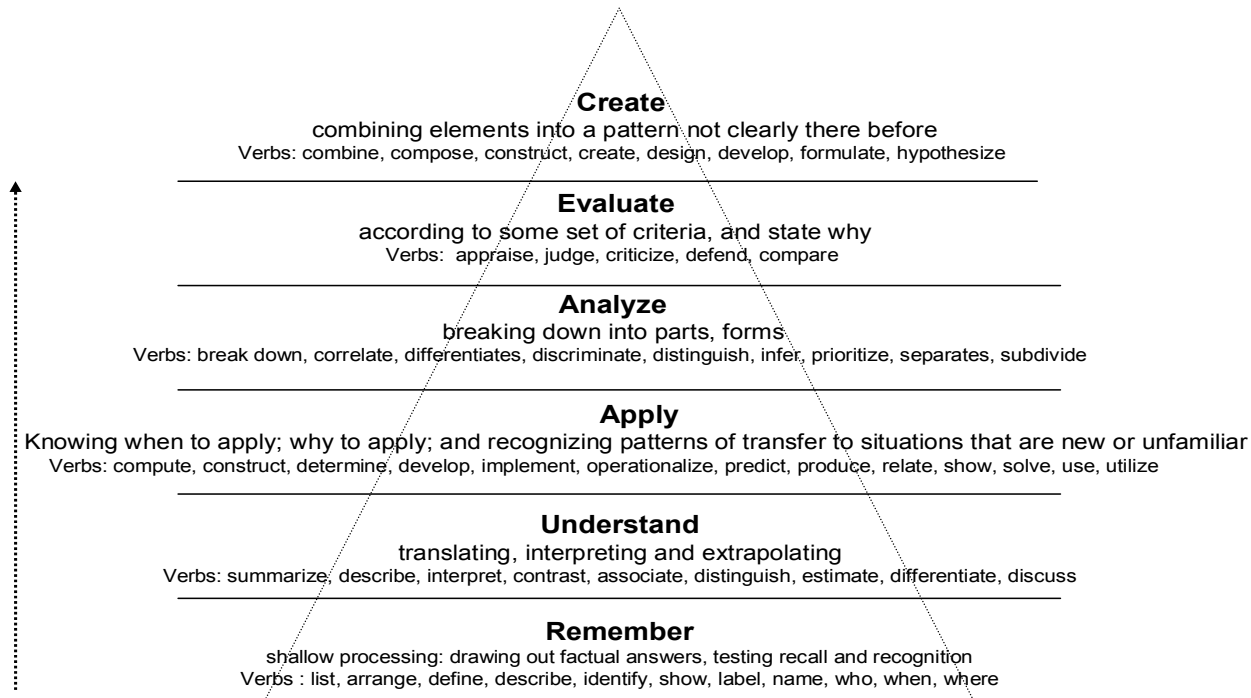 Create
combining elements into a pattern not clearly there before
Verbs: combine, compose, construct, create, design, develop, formulate, hypothesize
Evaluate
according to some set of criteria, and state why
Verbs:  appraise, judge, criticize, defend, compare
Analyze
breaking down into parts, forms
Verbs: break down, correlate, differentiates, discriminate, distinguish, infer, prioritize, separates, subdivide
Apply
Knowing when to apply; why to apply; and recognizing patterns of transfer to situations that are new or unfamiliar
Verbs: compute, construct, determine, develop, implement, operationalize, predict, produce, relate, show, solve, use, utilize
Understand
translating, interpreting and extrapolating
Verbs: summarize, describe, interpret, contrast, associate, distinguish, estimate, differentiate, discuss
Remember
shallow processing: drawing out factual answers, testing recall and recognition
Verbs : list, arrange, define, describe, identify, show, label, name, who, when, where